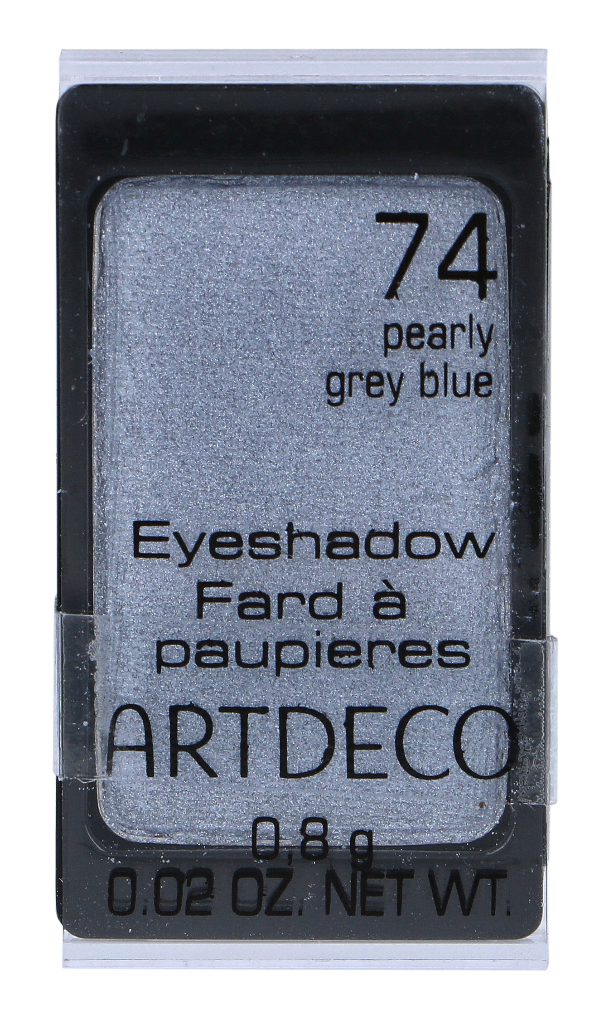 74
pearly
grey blue
Eyeshadow
Fard à
paupieres
ARTDECO
0,8 g
0.02 OZ. NET WT.